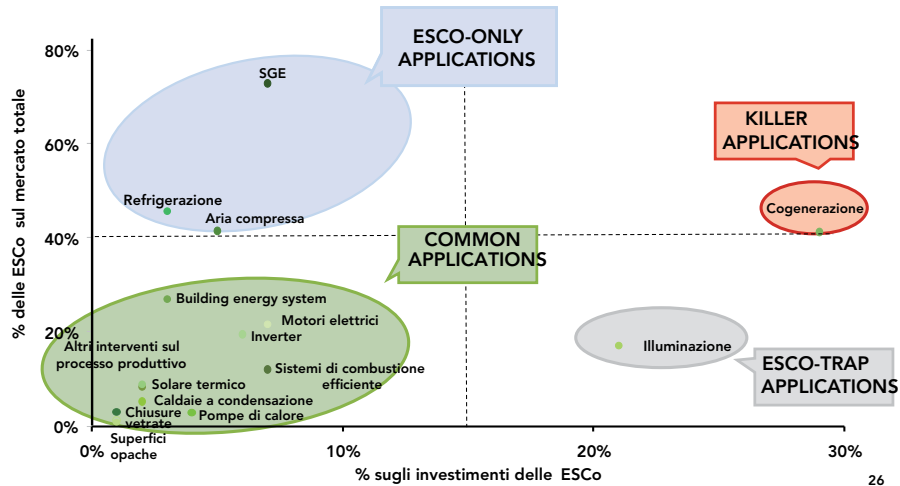 ESCO-ONLY
APPLICATIONS
80%
SGE
KILLER
APPLICATIONS
60%
% delle ESCo sul mercato totale
Refrigerazione
Aria compressa
Cogenerazione
40%
COMMON
APPLICATIONS
Building energy system
Motori elettrici
Inverter
20%
Altri interventi sul
processo produttivo
Illuminazione
Sistemi di combustione
efficiente
ESCO-TRAP
APPLICATIONS
Solare termico
Caldaie a condensazione
Chiusure
vetrate
Pompe di calore
0%
Superfici
opache
0%
10%
20%
30%
% sugli investimenti delle ESCo
26